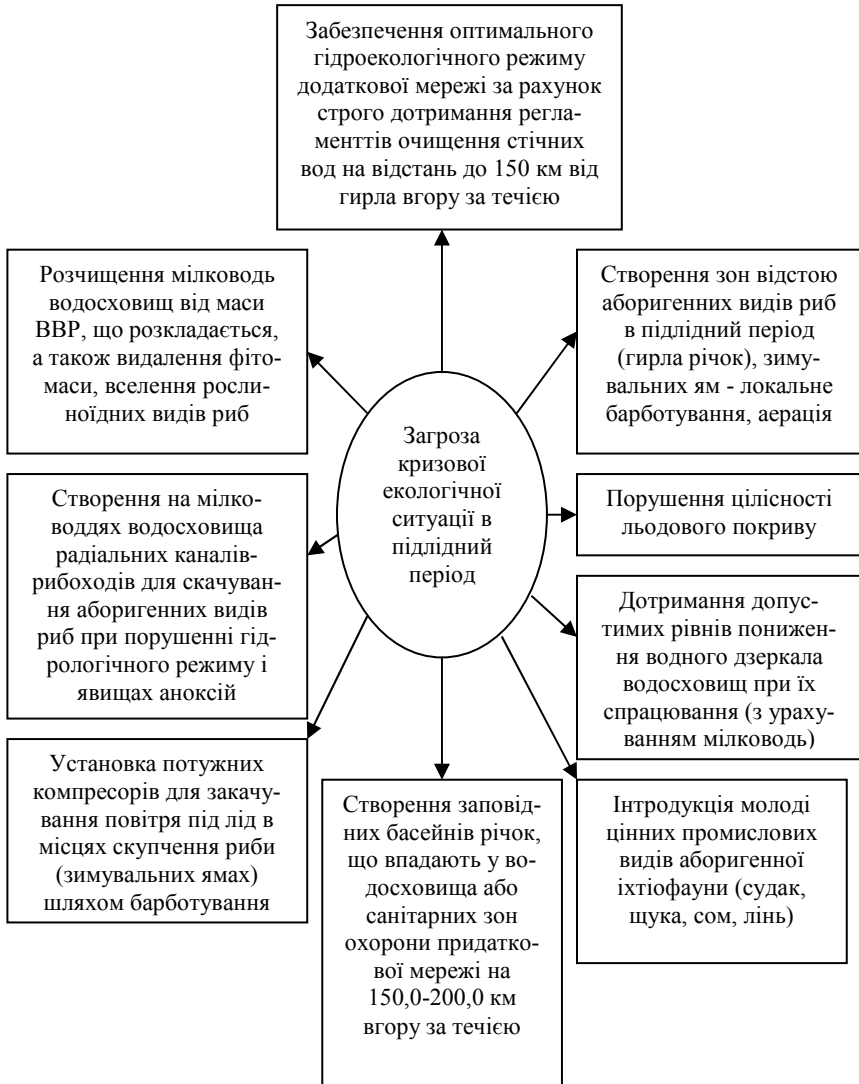 Забезпечення оптимального
гідроекологічного режиму
додаткової мережі за рахунок
строго дотримання регла-
менттів очищення стічних
вод на відстань до 150 км від
гирла вгору за течією
Розчищення мілководь
водосховищ від маси
ВВР, що розкладається,
а також видалення фіто-
маси, вселення росли-
ноїдних видів риб
Створення зон відстою
аборигенних видів риб
в підлідний період
(гирла річок), зиму-
вальних ям - локальне
барботування, аерація
Загроза
кризової
екологічної
ситуації в
підлідний
період
Створення на мілко-
воддях водосховища
радіальних каналів-
рибоходів для скачуван-
ня аборигенних видів
риб при порушенні гід-
рологічного режиму і
явищах аноксій
Порушення цілісності
льодового покриву
Дотримання допус-
тимих рівнів понижен-
ня водного дзеркала
водосховищ при їх
спрацювання (з ураху-
ванням мілководь)
Установка потужних
компресорів для закачу-
вання повітря під лід в
місцях скупчення риби
(зимувальних ямах)
шляхом барботування
Створення заповід-
них басейнів річок,
що впадають у во-
досховища або
санітарних зон
охорони придатко-
вої мережі на
150,0-200,0 км
вгору за течією
Інтродукція молоді
цінних промислових
видів аборигенної
іхтіофауни (судак,
щука, сом, лінь)